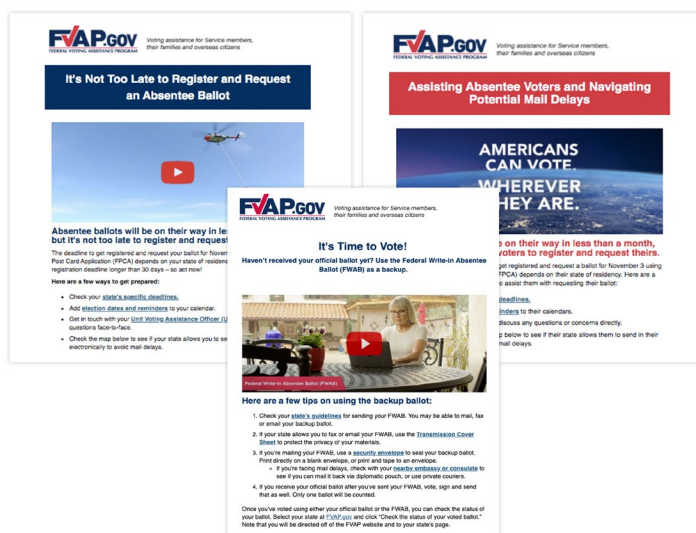 FVAP.GOV
FEDERAL VOTING ASSISTANCE PROGRAM
Voting assistance for Service members,
their families and overseas citizens
It's Not Too Late to Register and Request
an Absentee Ballot
Absentee ballots will be on their way in le
but it's not too late to register and request
The deadline to get registered and request your ballot for Novem
Post Card Application (FPCA) depends on your state of residenc
registration deadline longer than 30 days – so act now!
Here are a few ways to get prepared:
• Check your state's specific deadlines.
• Add election dates and reminders to your calendar.
• Get in touch with your Unit Voting Assistance Officer (U
questions face-to-face.
• Check the map below to see if your state allows you to se
electronically to avoid mail delays.
FVAP.GOV
FEDERAL VOTING ASSISTANCE PROGRAM
Voting assistance for Service members,
their families and overseas citizens
Assisting Absentee Voters and Navigating
Potential Mail Delays
AMERICANS
CAN VOTE.
WHEREVER
HEY ARE.
e on their way in less than a month,
voters to register and request theirs.
get registered and request a ballot for November 3 using
FPCA) depends on their state of residency. Here are a
o assist them with requesting their ballot:
deadlines.
inders to their calendars.
discuss any questions or concerns directly.
p below to see if their state allows them to send in their
mail delays.
FVAP.GOV
FEDERAL VOTING ASSISTANCE PROGRAM
Voting assistance for Service members,
their families and overseas citizens
It's Time to Vote!
Haven't received your official ballot yet? Use the Federal Write-in Absentee
Ballot (FWAB) as a backup.
Federal Write-in Absentee Ballot (FWAB)
Here are a few tips on using the backup ballot:
1. Check your state's guidelines for sending your FWAB. You may be able to mail, fax
or email your backup ballot.
2. If your state allows you to fax or email your FWAB, use the Transmission Cover
Sheet to protect the privacy of your materials.
3. If you're mailing your FWAB, use a security envelope to seal your backup ballot.
Print directly on a blank envelope, or print and tape to an envelope.
If you're facing mail delays, check with your nearby embassy or consulate to
see if you can mail it back via diplomatic pouch, or use private couriers.
4. If you receive your official ballot after you've sent your FWAB, vote, sign and send
that as well. Only one ballot will be counted.
Once you've voted using either your official ballot or the FWAB, you can check the status of
your ballot. Select your state at FVAP.gov and click "Check the status of your voted ballot."
Note that you will be directed off of the FVAP website and to your state's page.